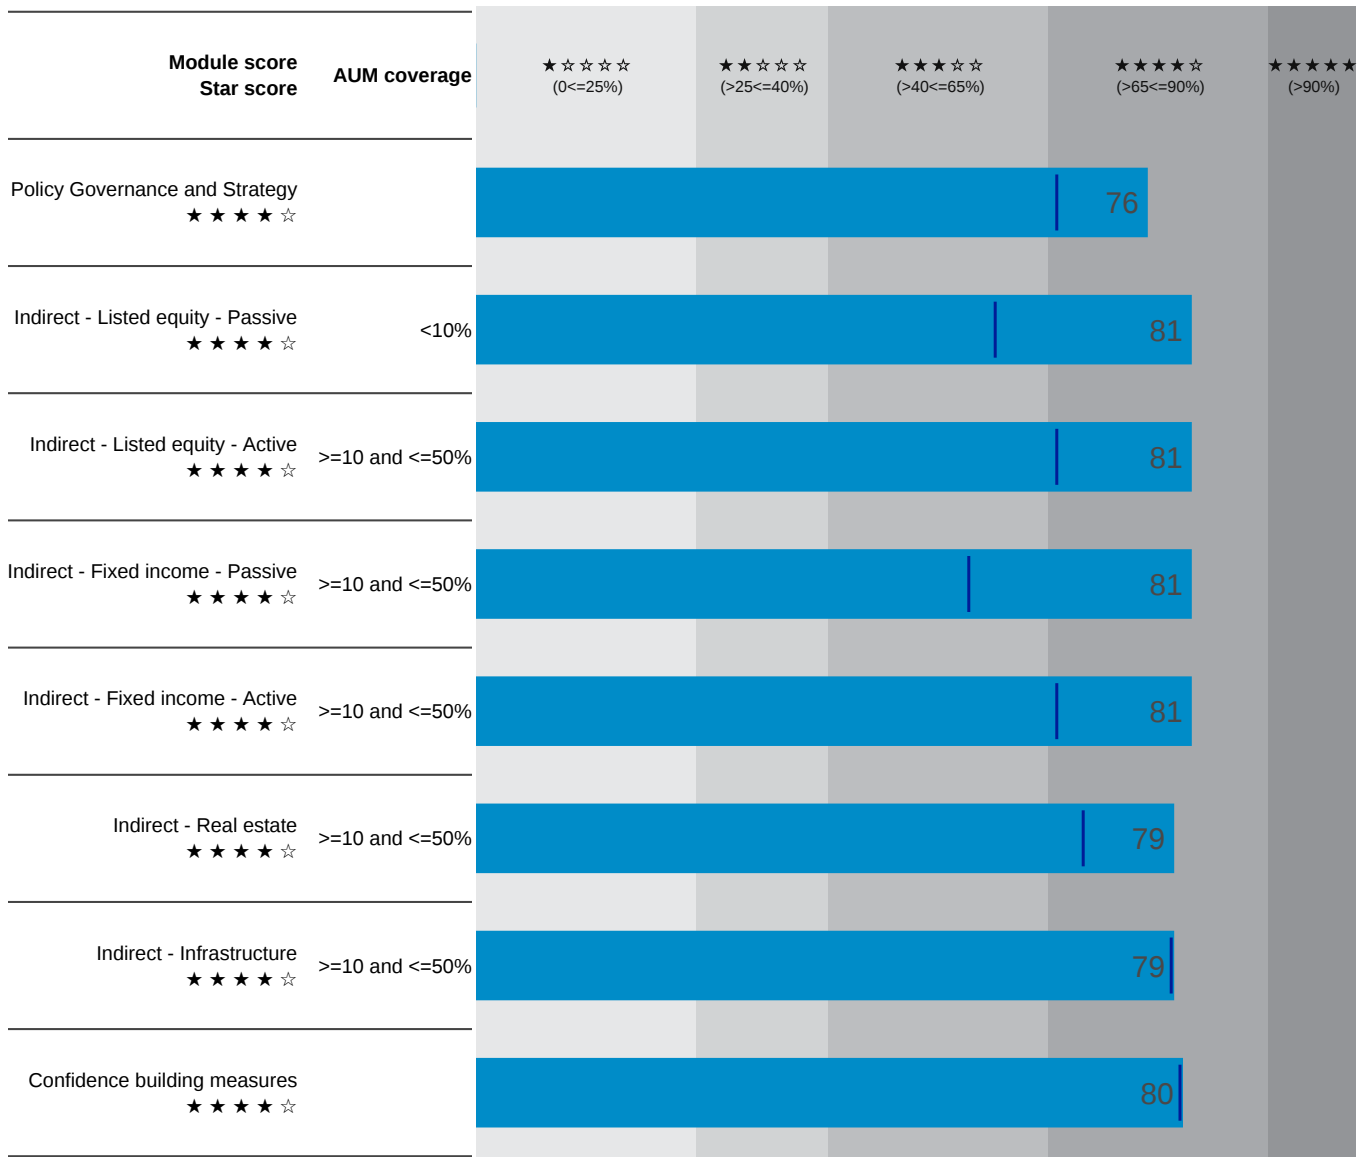 Module score
Star score
AUM coverage
★☆☆☆☆
(0<=25%)
★★☆☆☆
(>25<=40%)
★★★☆☆
(>40<=65%)
★★★★☆
(>65<=90%)
★★★★★
(>90%)
Policy Governance and Strategy
★★★★☆
76
Indirect - Listed equity - Passive
★★★★☆
<10%
81
Indirect - Listed equity - Active
★★★★☆
>=10 and <=50%
81
Indirect - Fixed income - Passive
★★★★☆
>=10 and <=50%
81
Indirect - Fixed income - Active
★★★★☆
>=10 and <=50%
81
Indirect - Real estate
★★★★☆
>=10 and <=50%
79
Indirect - Infrastructure
★★★★☆
>=10 and <=50%
79
Confidence building measures
★★★★☆
80